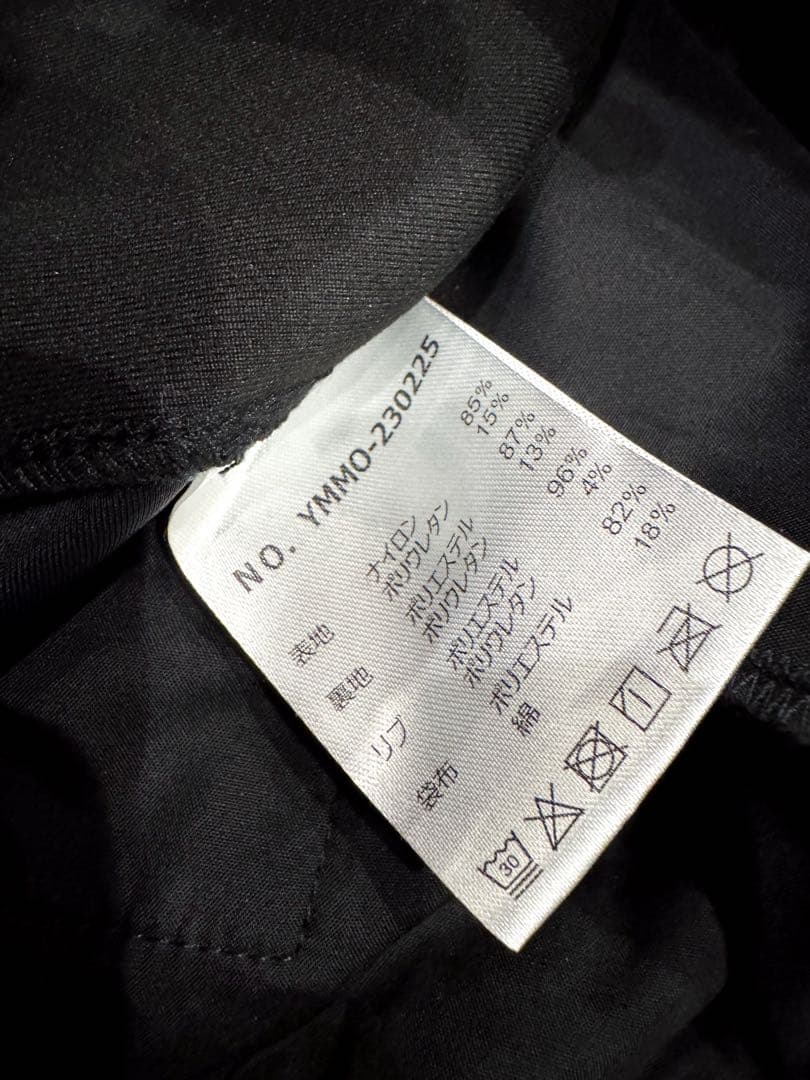 NO. YMMO-230225
表地 ナイロン 85%
ポリウレタン 15%
裏地 ポリエステル 87%
ポリウレタン 13%
リブ ポリエステル 96%
ポリウレタン 4%
袋布 ポリエステル 82%
綿 18%
30